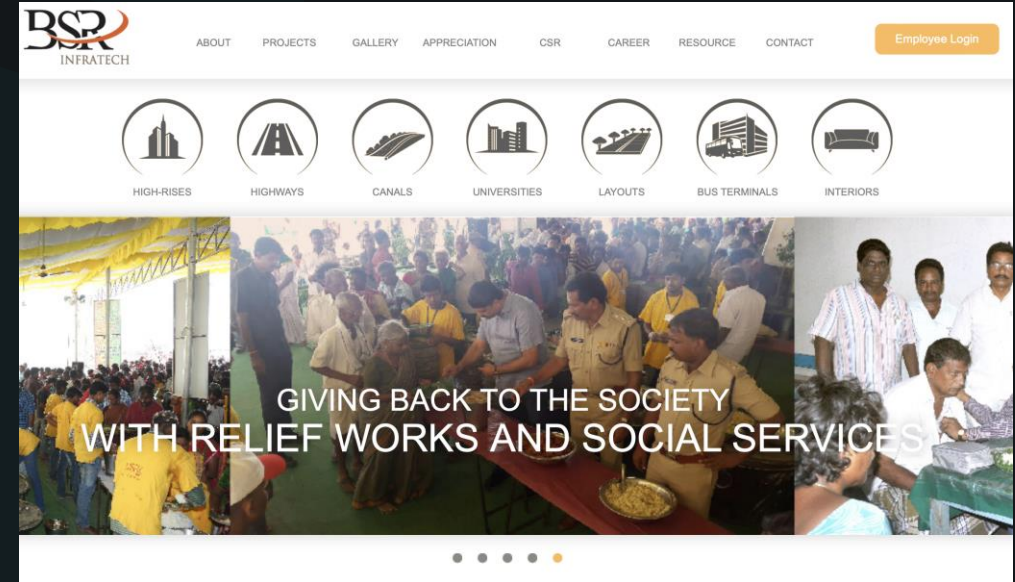 BSR
INFRATECH
ABOUT PROJECTS GALLERY APPRECIATION CSR CAREER RESOURCE CONTACT Employee Login
HIGH-RISES HIGHWAYS CANALS UNIVERSITIES LAYOUTS BUS TERMINALS INTERIORS
GIVING BACK TO THE SOCIETY
WITH RELIEF WORKS AND SOCIAL SERVICES